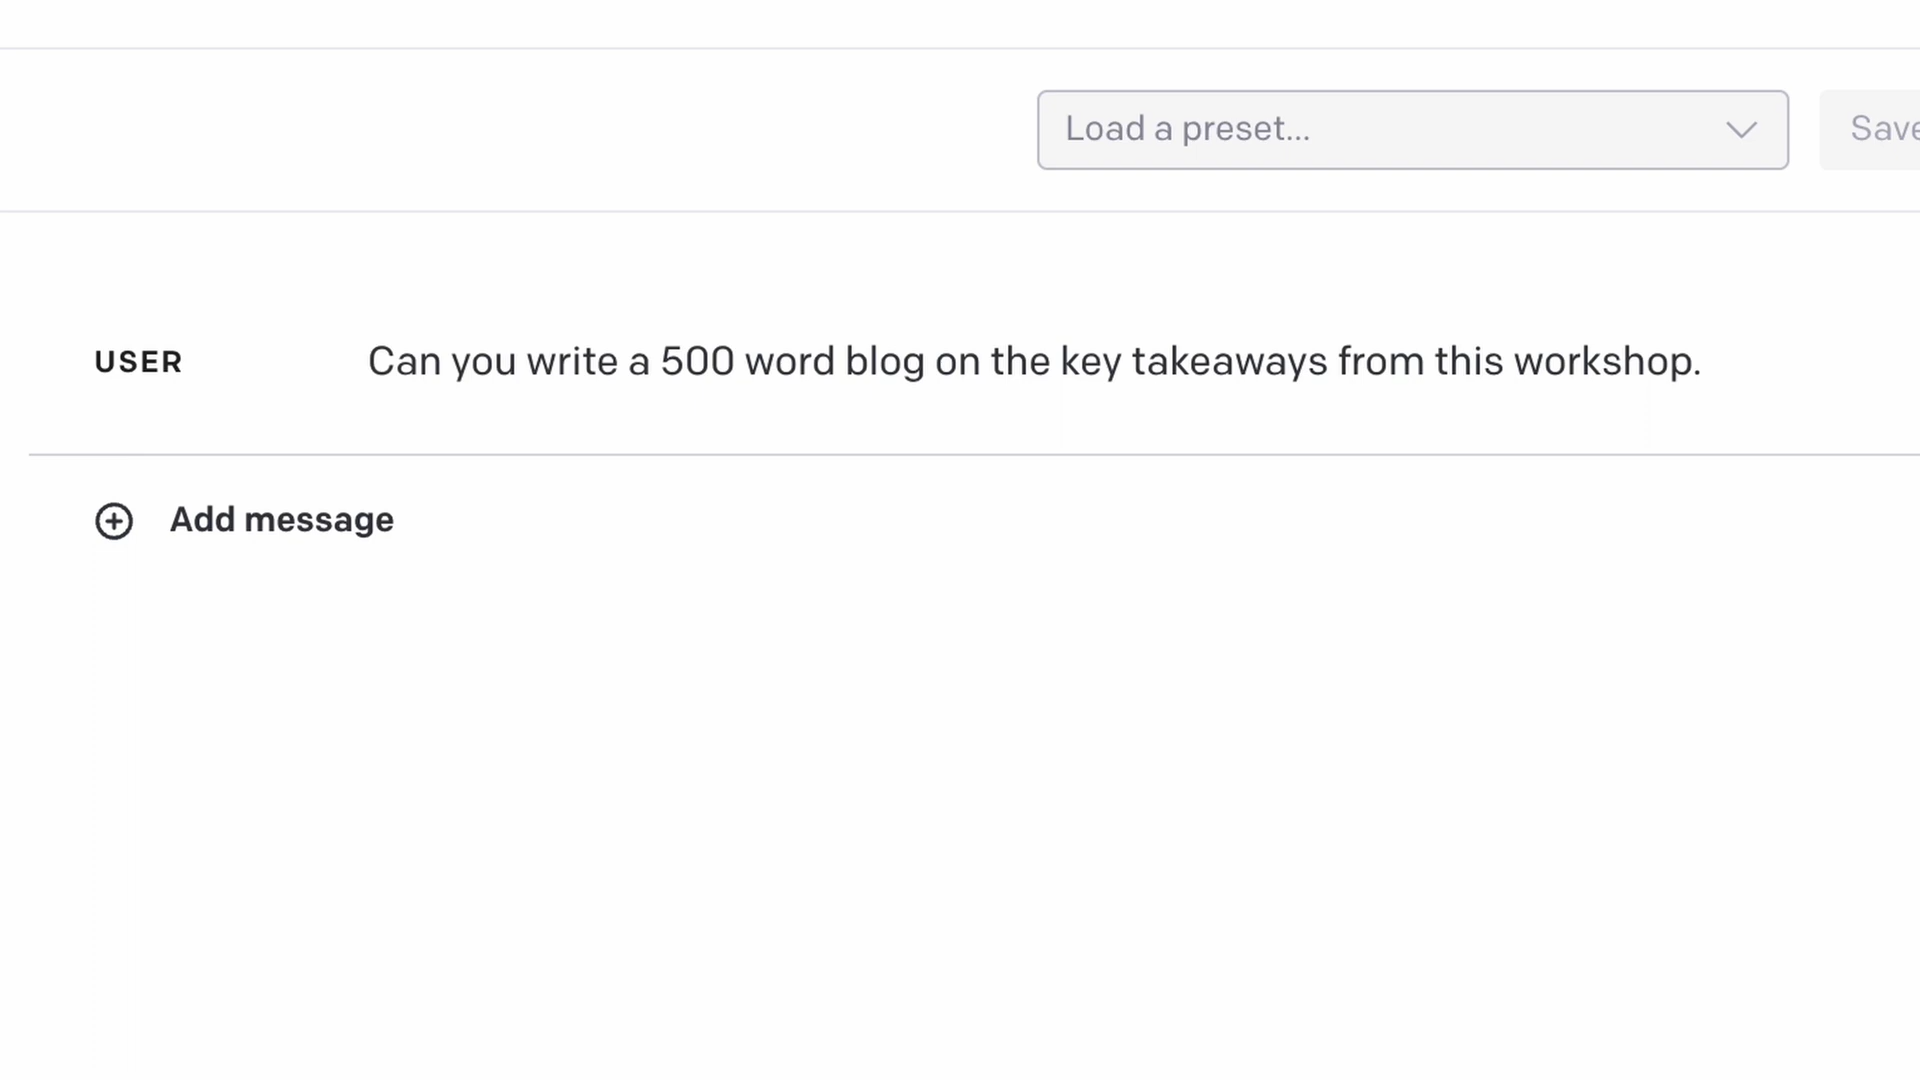 Load a preset...
Save
USER
Can you write a 500 word blog on the key takeaways from this workshop.
Add message